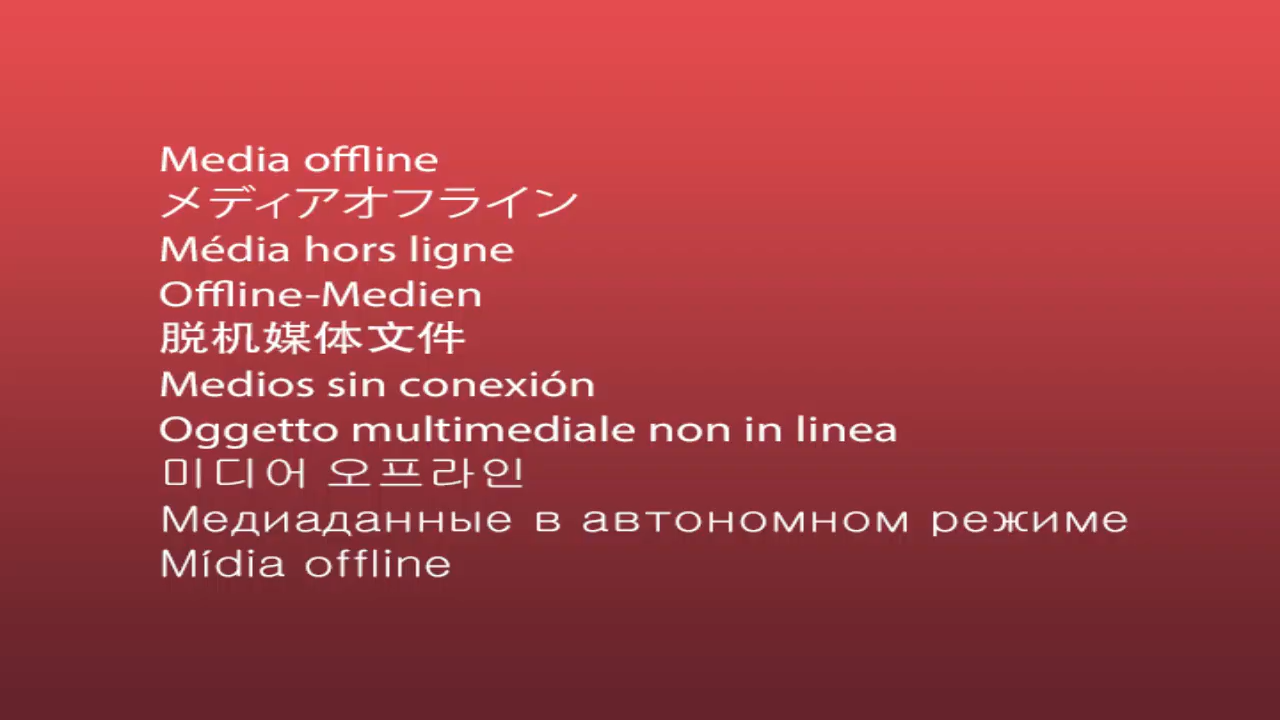 Media offline
メディアオフライン
Média hors ligne
Offline-Medien
脱机媒体文件
Medios sin conexión
Oggetto multimediale non in linea
미디어 오프라인
Медиаданные в автономном режиме
Mídia offline